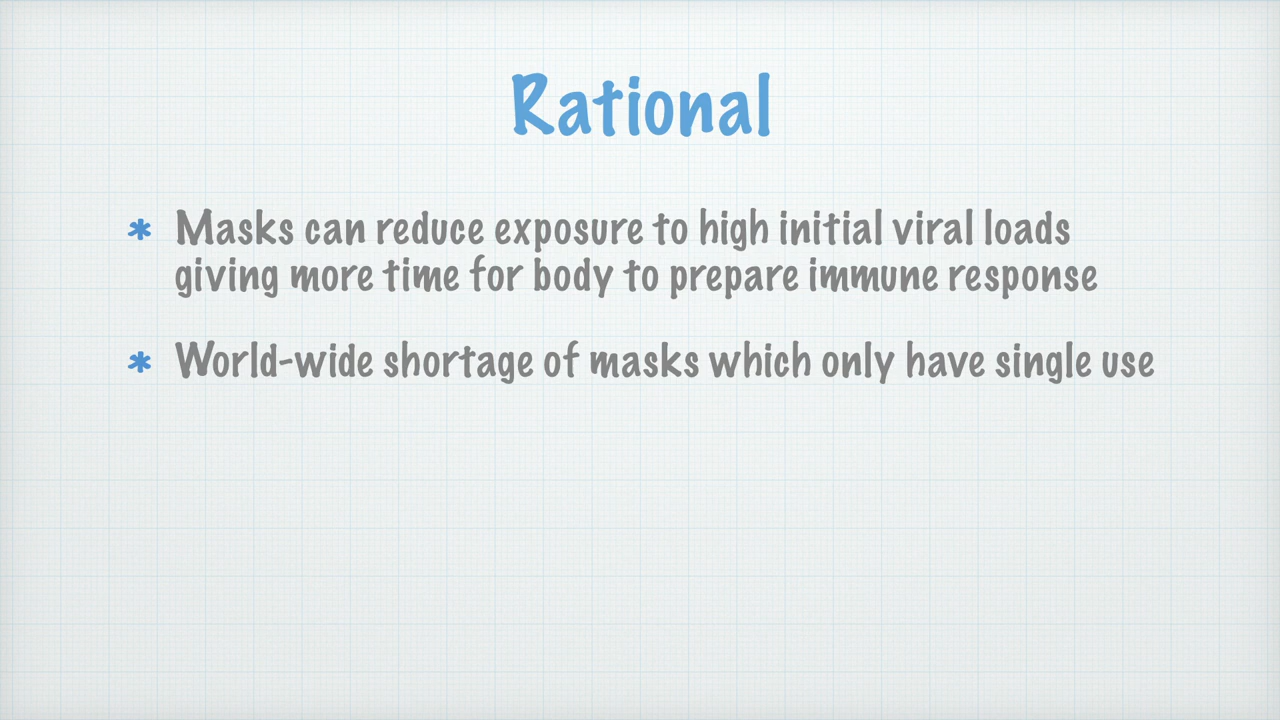 Rational
* Masks can reduce exposure to high initial viral loads
giving more time for body to prepare immune response
* World-wide shortage of masks which only have single use